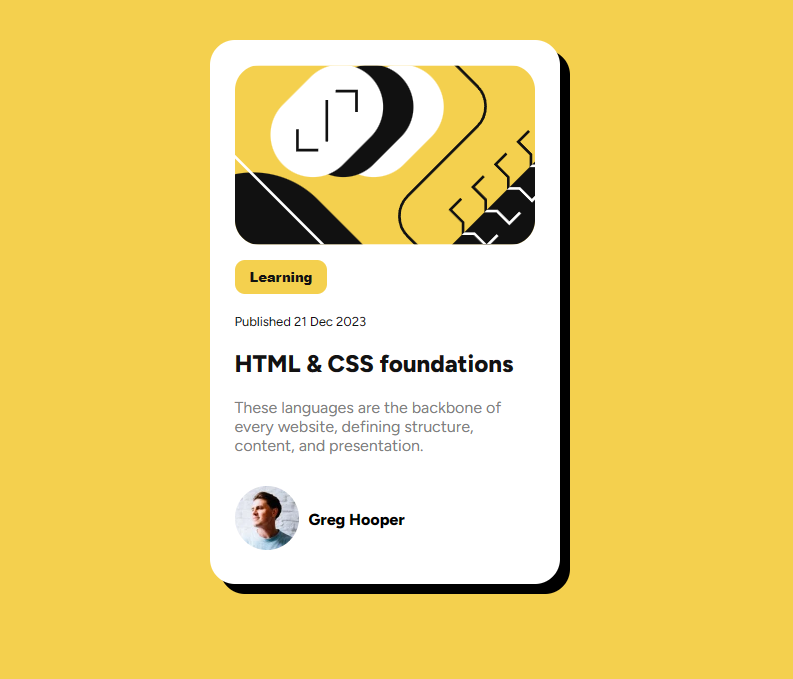 Learning
Published 21 Dec 2023
HTML & CSS foundations
These languages are the backbone of
every website, defining structure,
content, and presentation.
Greg Hooper